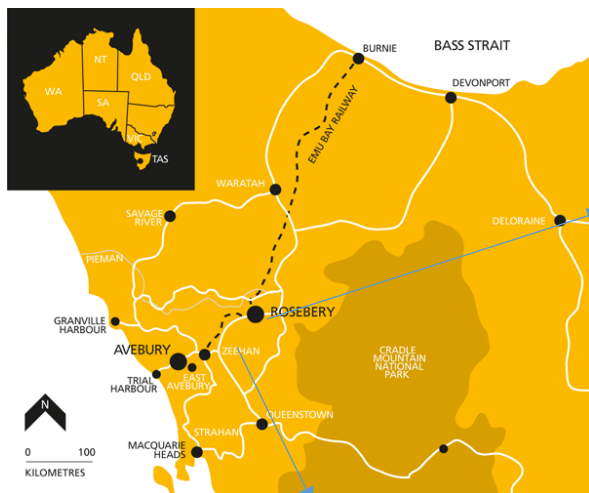 BURNIE
BASS STRAIT
NT
QLD
WA
SA
VIC
TAS
DEVONPORT
EMU BAY RAILWAY
WARATAH
SAVAGE
RIVER
DELORAINE
PIEMAN
GRANVILLE
HARBOUR
ROSEBERY
AVEBURY
ZEEHAN
CRADLE
MOUNTAIN
NATIONAL
PARK
TRIAL
HARBOUR
EAST
AVEBURY
N
QUEENSTOWN
STRAHAN
MACQUARIE
HEADS
0 100
KILOMETRES